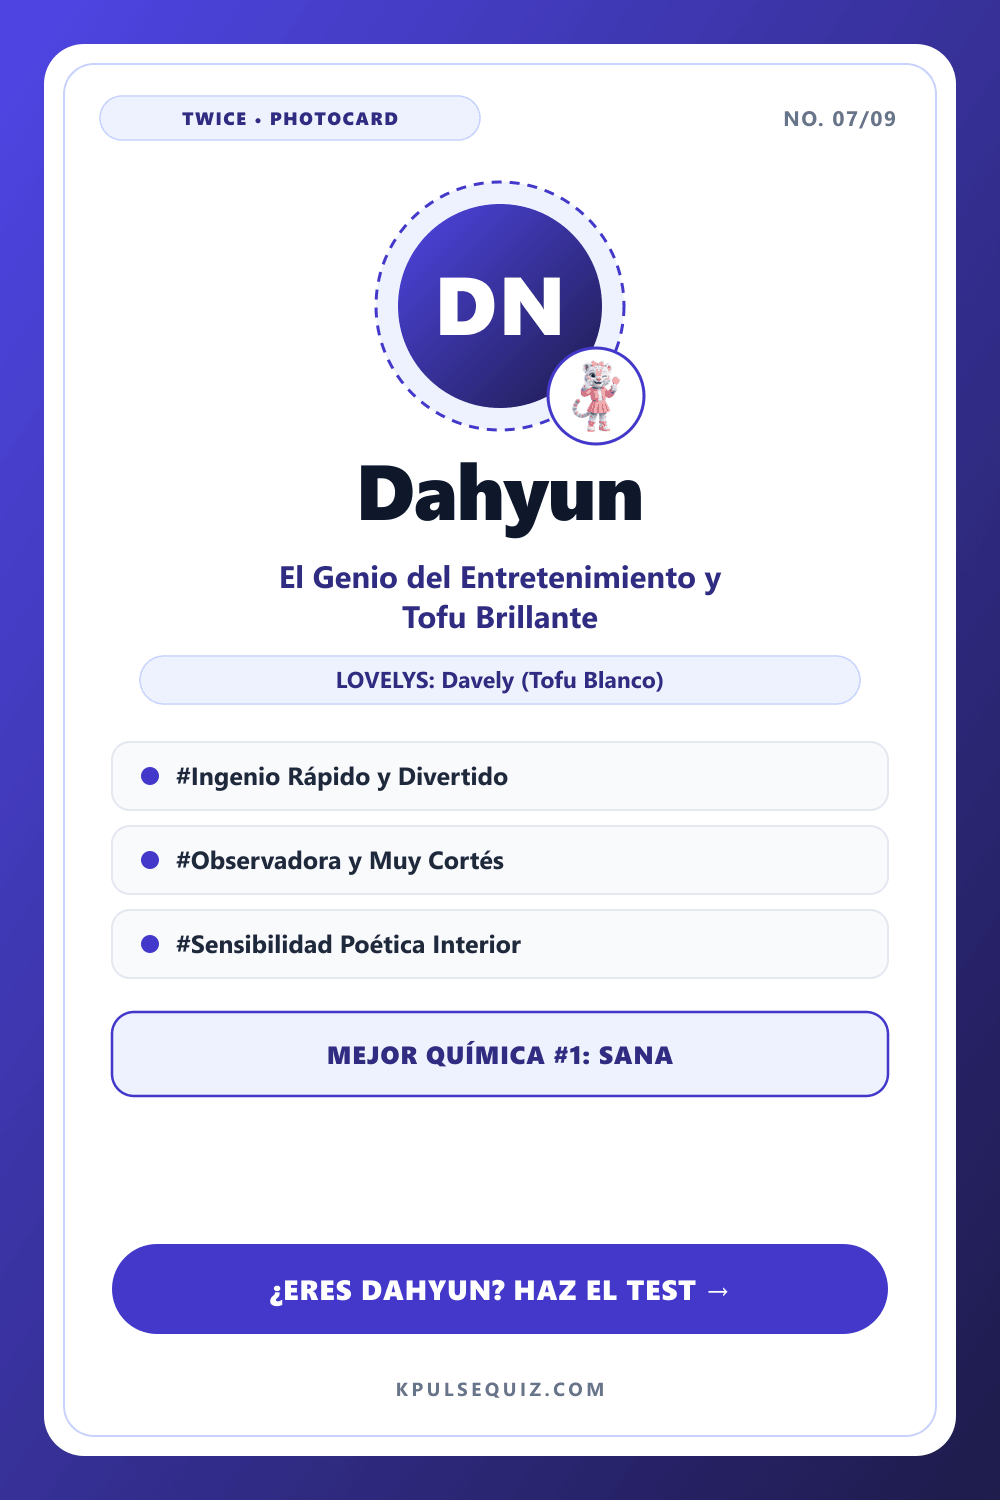 TWICE • PHOTOCARD
NO. 07/09
DN
Dahyun
El Genio del Entretenimiento y
Tofu Brillante
LOVELYS: Davely (Tofu Blanco)
#Ingenio Rápido y Divertido
#Observadora y Muy Cortés
#Sensibilidad Poética Interior
MEJOR QUÍMICA #1: SANA
¿ERES DAHYUN? HAZ EL TEST →
KPULSEQUIZ.COM